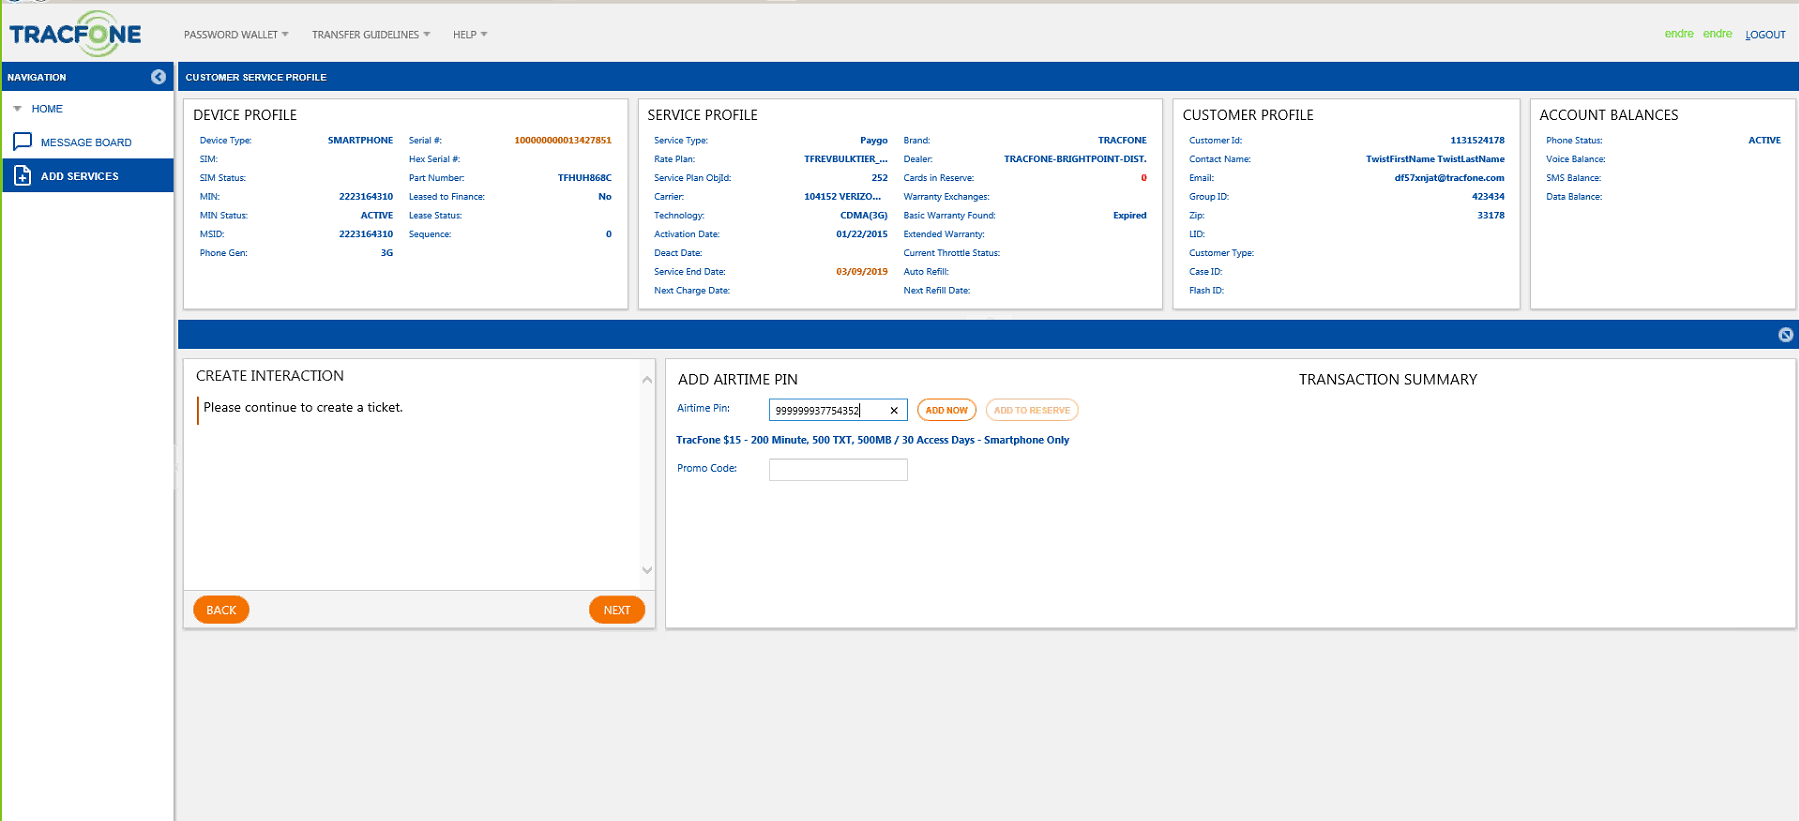 TRACFONE
PASSWORD WALLET
TRANSFER GUIDELINES
HELP
endre endre
LOGOUT
NAVIGATION
HOME
MESSAGE BOARD
ADD SERVICES
CUSTOMER SERVICE PROFILE
DEVICE PROFILE
Device Type: SMARTPHONE
SIM:
SIM Status:
MIN: 2223164310
MIN Status: ACTIVE
MSID: 2223164310
Phone Gen: 3G
Serial #: 100000000013427851
Hex Serial #:
Part Number: TFHUH868C
Leased to Finance: No
Lease Status:
Sequence: 0
SERVICE PROFILE
Service Type: Paygo
Rate Plan: TFREVBULKTIER_...
Service Plan ObjId: 252
Carrier: 104152 VERIZO...
Technology: CDMA(3G)
Activation Date: 01/22/2015
Deact Date:
Service End Date: 03/09/2019
Next Charge Date:
Brand: TRACFONE
Dealer: TRACFONE-BRIGHTPOINT-DIST.
Cards in Reserve: 0
Warranty Exchanges:
Basic Warranty Found: Expired
Extended Warranty:
Current Throttle Status:
Auto Refill:
Next Refill Date:
CUSTOMER PROFILE
Customer Id: 1131524178
Contact Name: TwistFirstName TwistLastName
Email: df57xnjat@tracfone.com
Group ID: 423434
Zip: 33178
LID:
Customer Type:
Case ID:
Flash ID:
ACCOUNT BALANCES
Phone Status: ACTIVE
Voice Balance:
SMS Balance:
Data Balance:
CREATE INTERACTION
Please continue to create a ticket.
BACK
NEXT
ADD AIRTIME PIN
Airtime Pin: 999999937754352
ADD NOW
ADD TO RESERVE
TracFone $15 - 200 Minute, 500 TXT, 500MB / 30 Access Days - Smartphone Only
Promo Code:
TRANSACTION SUMMARY